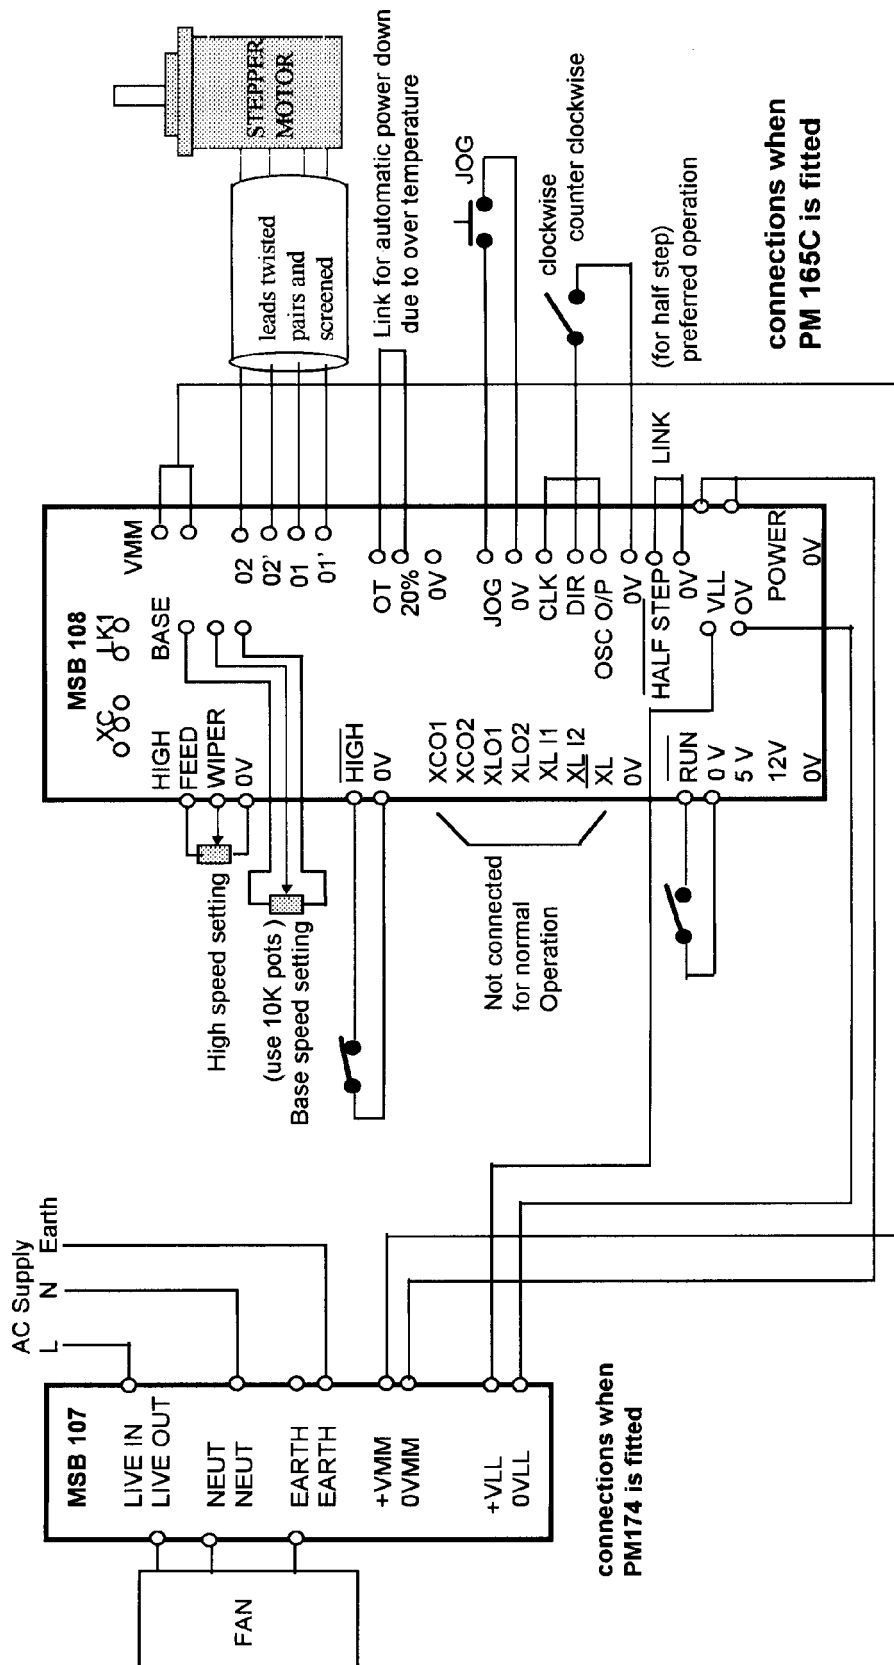 AC Supply
L
N
Earth
MSB 107
LIVE IN
LIVE OUT
NEUT
NEUT
EARTH
EARTH
+VMM
0VMM
+VLL
0VLL
FAN
connections when
PM174 is fitted
High speed setting
(use 10K pots )
Base speed setting
Not connected
for normal
Operation
MSB 108
XC
LK1
HIGH
FEED
WIPER
0V
BASE
VMM
HIGH
0V
XCO1
XCO2
XLO1
XLO2
XL I1
XL I2
XL
0V
RUN
0 V
5 V
12V
0V
02
02'
01
01'
OT
20%
0V
JOG
0V
CLK
DIR
OSC O/P
0V
HALF STEP
0V
VLL
OV
POWER
0V
STEPPER
MOTOR
leads twisted
pairs and
screened
Link for automatic power down
due to over temperature
JOG
clockwise
counter clockwise
LINK
(for half step)
preferred operation
connections when
PM 165C is fitted